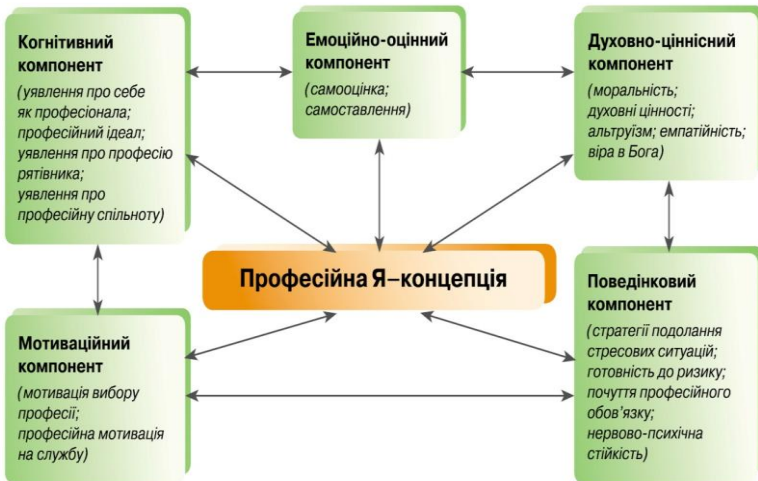 Когнітивний
компонент
(уявлення про себе
як професіонала;
професійний ідеал;
уявлення про професію
рятівника;
уявлення про
професійну спільноту)
Емоційно-оцінний
компонент
(самооцінка;
самоставлення)
Духовно-ціннісний
компонент
(моральність;
духовні цінності;
альтруїзм; емпатійність;
віра в Бога)
Професійна Я–концепція
Мотиваційний
компонент
(мотивація вибору
професії;
професійна мотивація
на службу)
Поведінковий
компонент
(стратегії подолання
стресових ситуацій;
готовність до ризику;
почуття професійного
обов’язку;
нервово-психічна
стійкість)